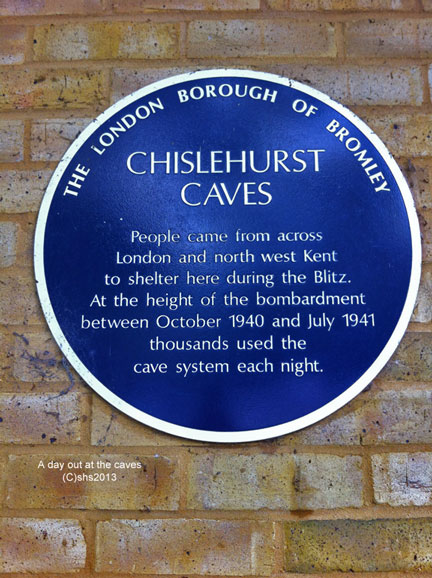 THE LONDON BOROUGH OF BROMLEY
CHISLEHURST
CAVES
People came from across
London and north west Kent
to shelter here during the Blitz.
At the height of the bombardment
between October 1940 and July 1941
thousands used the
cave system each night.
A day out at the caves
(C)shs2013